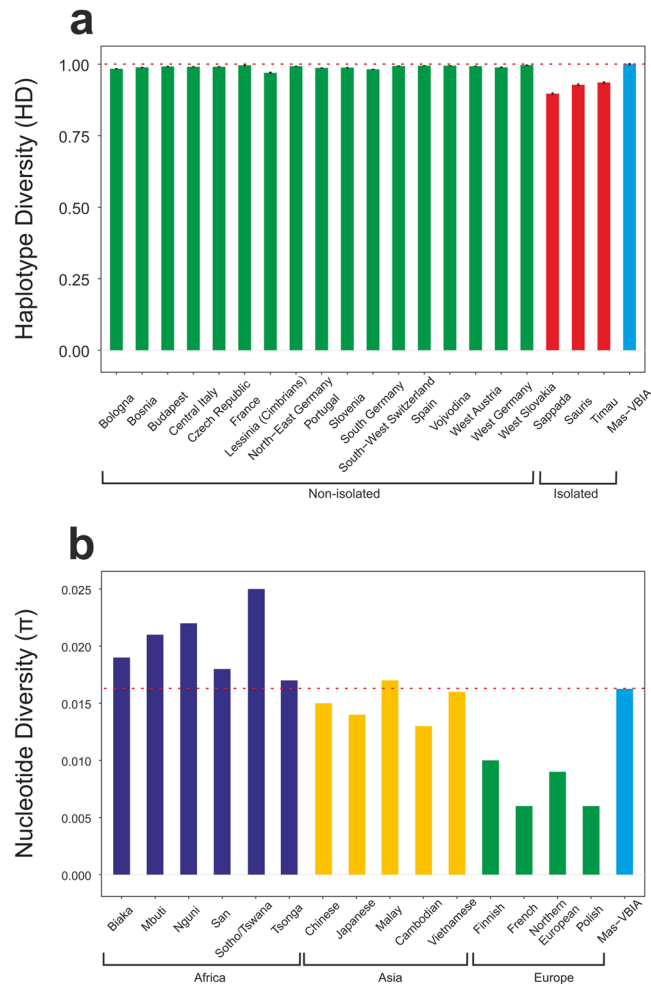 a
Haplotype Diversity (HD)
1.00
0.75
0.50
0.25
0.00
Bologna
Bosnia
Budapest
Central Italy
Czech Republic
France
Lessinia (Cimbrians)
North−East Germany
Portugal
Slovenia
South Germany
South−West Switzerland
Spain
Vojvodina
West Austria
West Germany
West Slovakia
Sappada
Sauris
Timau
Mas−VBIA
Non-isolated
Isolated
b
Nucleotide Diversity (π)
0.025
0.020
0.015
0.010
0.005
0.000
Biaka
Mbuti
Nguni
San
Sotho/Tswana
Tsonga
Chinese
Japanese
Malay
Cambodian
Vietnamese
Finnish
French
Northern
European
Polish
Mas−VBIA
Africa
Asia
Europe